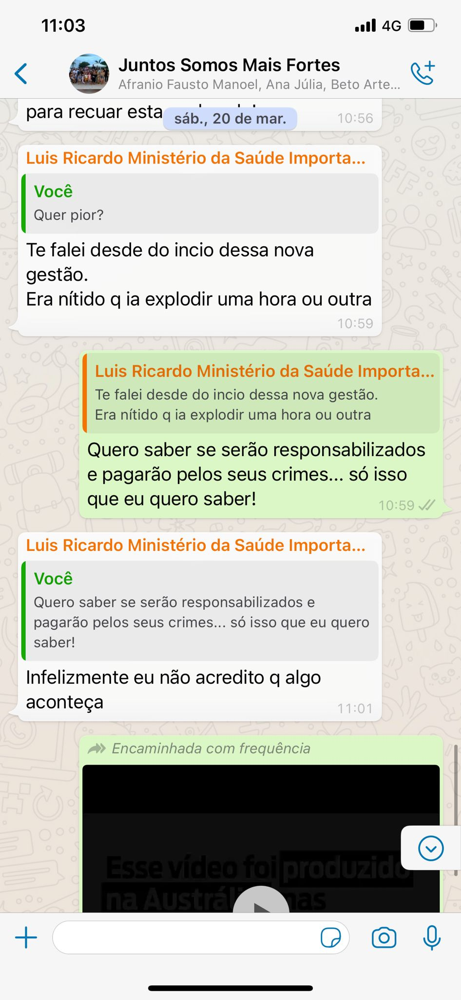 11:03
4G
Juntos Somos Mais Fortes
Afranio Fausto Manoel, Ana Júlia, Beto Arte...
para recuar esta
sáb., 20 de mar.
10:56
Luis Ricardo Ministério da Saúde Importa...
Você
Quer pior?
Te falei desde do incio dessa nova
gestão.
Era nítido q ia explodir uma hora ou outra
10:59
Luis Ricardo Ministério da Saúde Importa...
Te falei desde do incio dessa nova gestão.
Era nítido q ia explodir uma hora ou outra
Quero saber se serão responsabilizados
e pagarão pelos seus crimes... só isso
que eu quero saber!
10:59
Luis Ricardo Ministério da Saúde Importa...
Você
Quero saber se serão responsabilizados e
pagarão pelos seus crimes... só isso que eu quero
saber!
Infelizmente eu não acredito q algo
aconteça
11:01
Encaminhada com frequência
Esse vídeo foi produzido
na